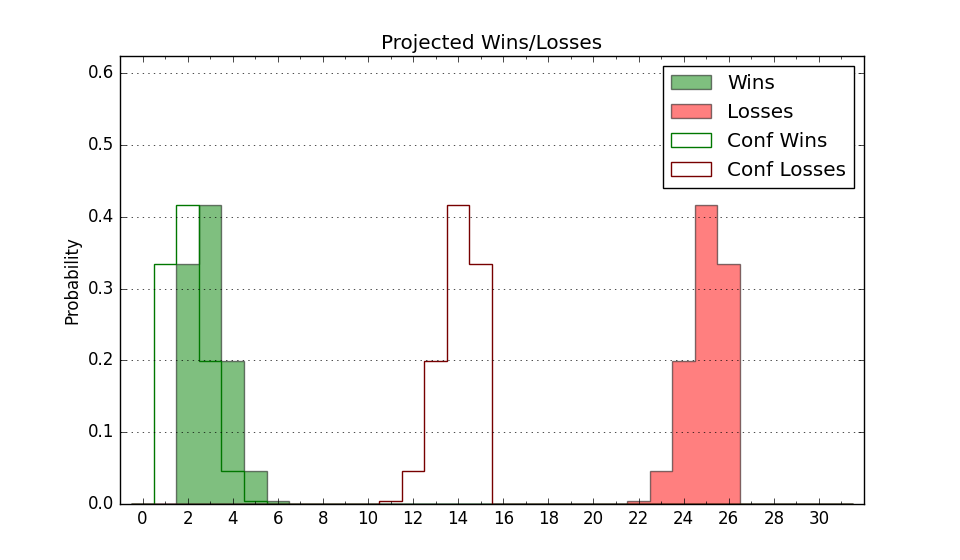 Projected Wins/Losses
Wins
Losses
Conf Wins
Conf Losses
Probability
0.6
0.5
0.4
0.3
0.2
0.1
0.0
0 2 4 6 8 10 12 14 16 18 20 22 24 26 28 30